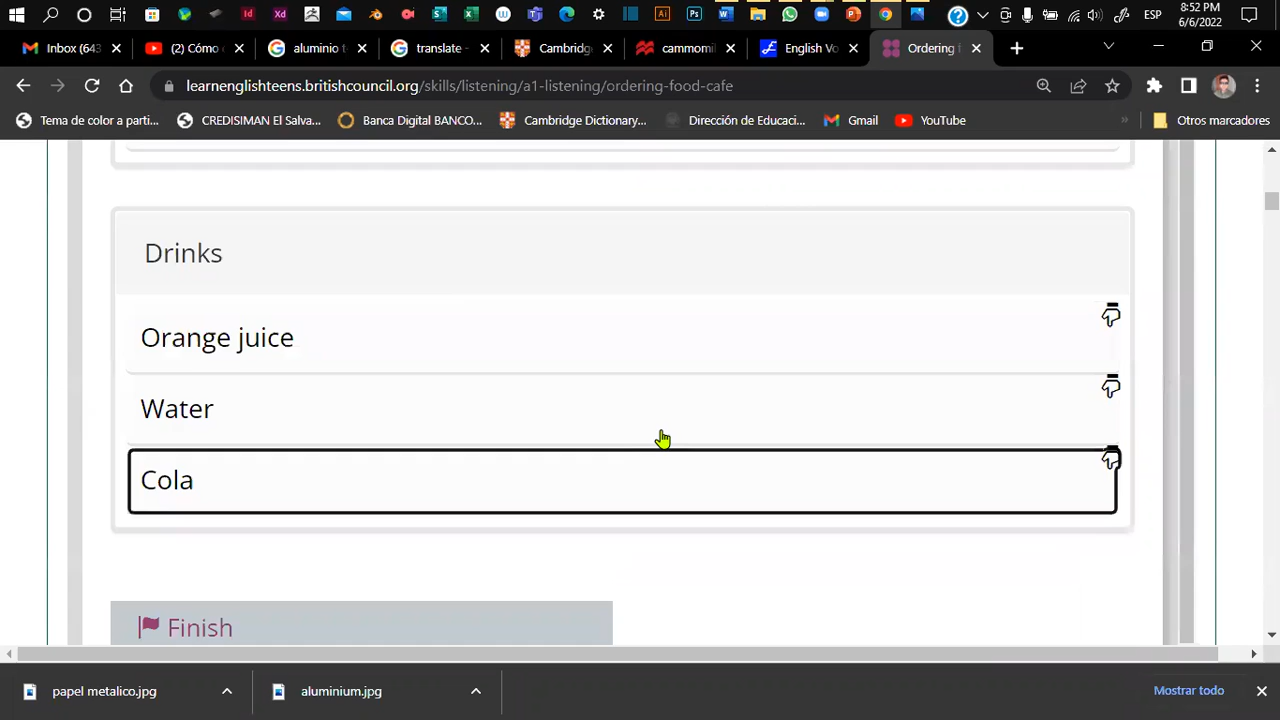 8:52 PM
ESP
6/6/2022
Inbox (643
(2) Cómo
aluminio t
translate -
Cambridg
cammomil
English Vo
Ordering f
learnenglishteens.britishcouncil.org/skills/listening/a1-listening/ordering-food-cafe
Tema de color a parti...
CREDISIMAN El Salva...
Banca Digital BANCO...
Cambridge Dictionary...
Dirección de Educaci...
Gmail
YouTube
Otros marcadores
Drinks
Orange juice
Water
Cola
Finish
papel metalico.jpg
aluminium.jpg
Mostrar todo